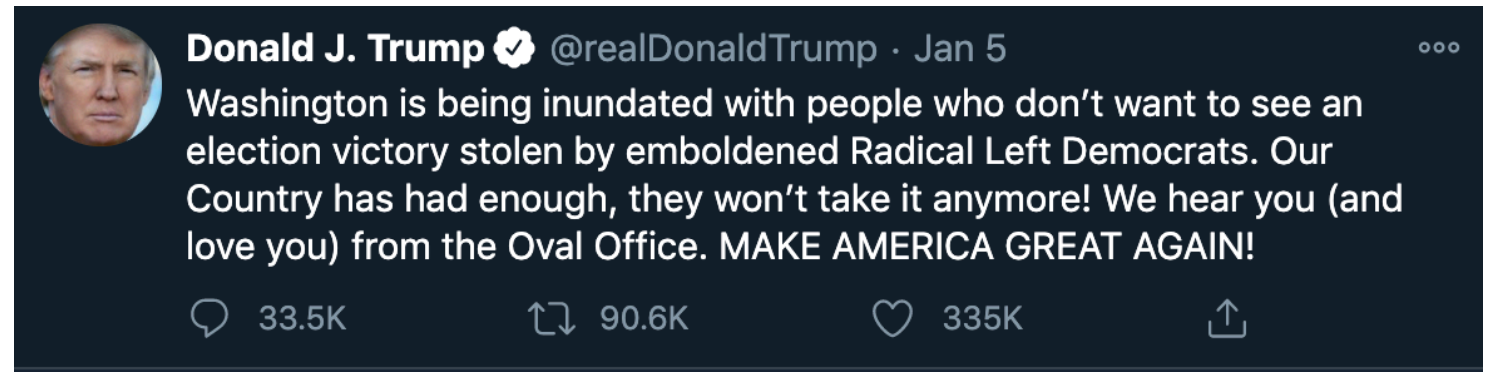 Donald J. Trump @realDonaldTrump · Jan 5
Washington is being inundated with people who don’t want to see an
election victory stolen by emboldened Radical Left Democrats. Our
Country has had enough, they won’t take it anymore! We hear you (and
love you) from the Oval Office. MAKE AMERICA GREAT AGAIN!
33.5K 90.6K 335K